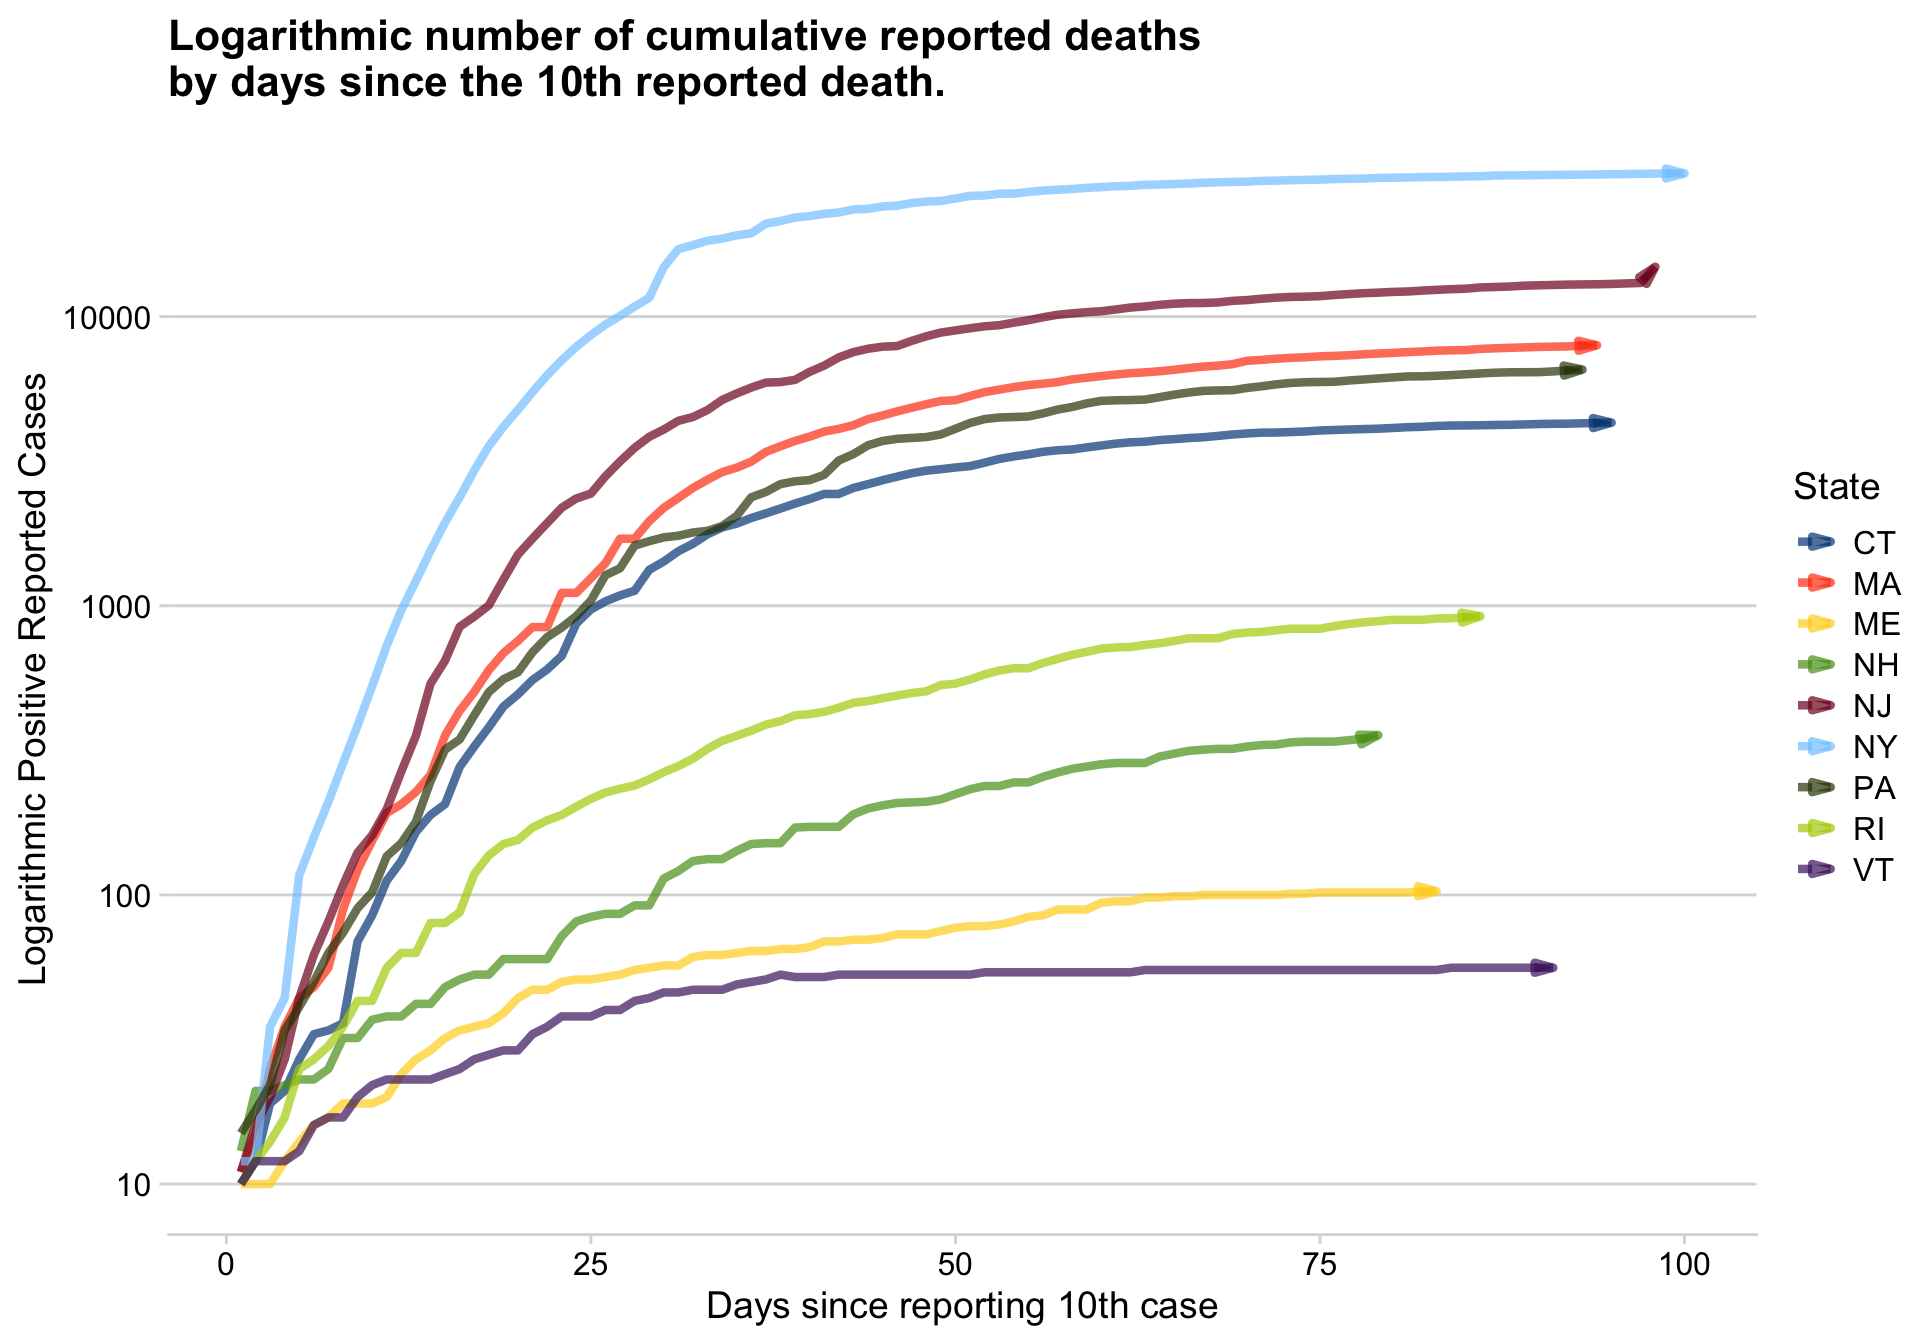 Logarithmic number of cumulative reported deaths
by days since the 10th reported death.
Logarithmic Positive Reported Cases
10000
1000
100
10
0 25 50 75 100
Days since reporting 10th case
State
CT
MA
ME
NH
NJ
NY
PA
RI
VT